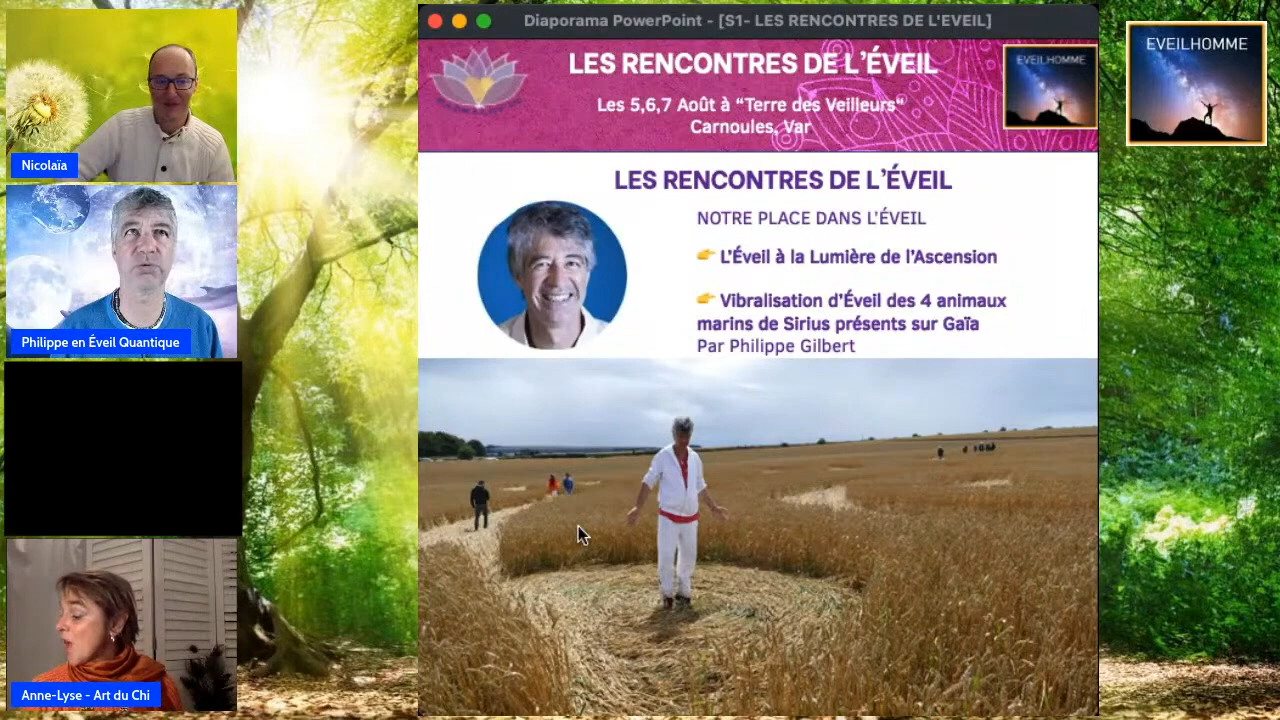 Diaporama PowerPoint - [S1- LES RENCONTRES DE L'EVEIL]
LES RENCONTRES DE L’ÉVEIL
Les 5,6,7 Août à “Terre des Veilleurs“
Carnoules, Var
EVEILHOMME
EVEILHOMME
LES RENCONTRES DE L’ÉVEIL
NOTRE PLACE DANS L’ÉVEIL
L’Éveil à la Lumière de l’Ascension
Vibralisation d’Éveil des 4 animaux
marins de Sirius présents sur Gaïa
Par Philippe Gilbert
Nicolaïa
Philippe en Éveil Quantique
Anne-Lyse - Art du Chi